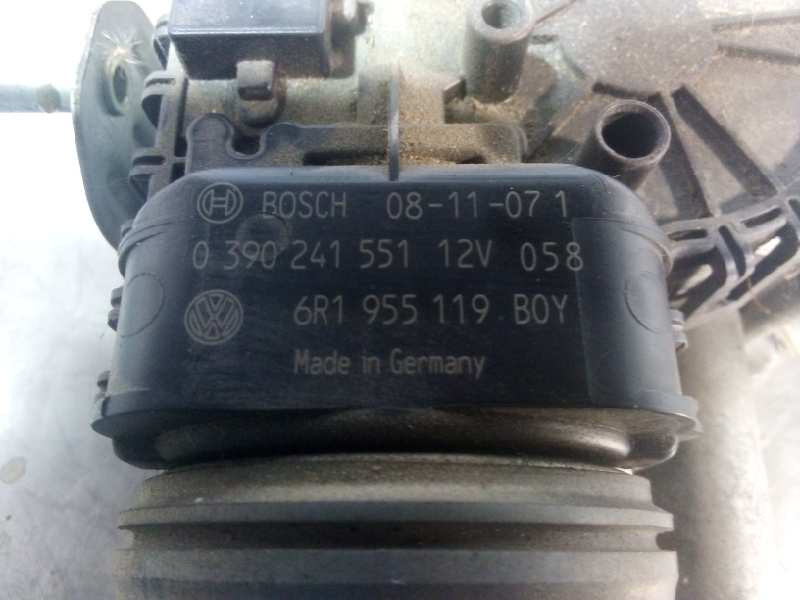 BOSCH 08-11-07 1
0 390 241 551 12V 058
6R1 955 119 BOY
Made in Germany